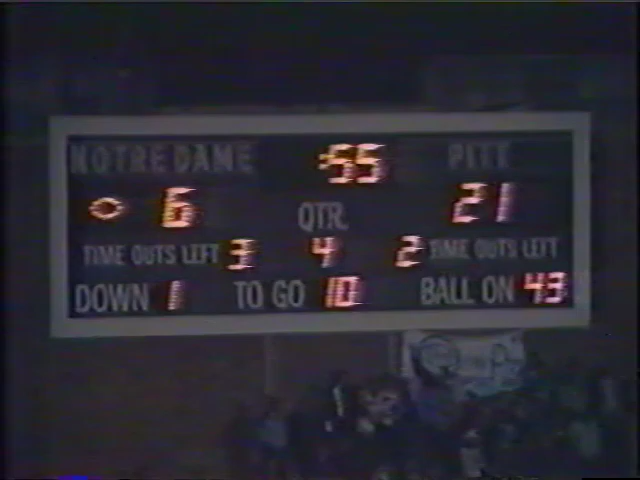 NOTRE DAME :55 PITT
6 QTR. 21
TIME OUTS LEFT 3 4 2 TIME OUTS LEFT
DOWN 1 TO GO 10 BALL ON 43